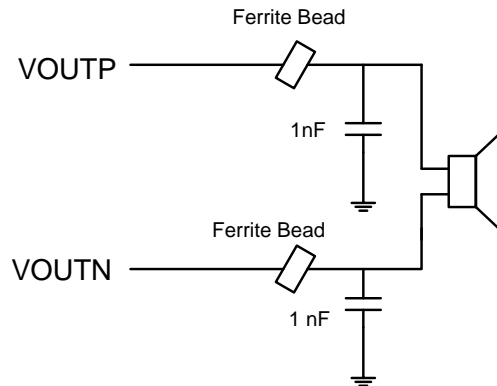 Ferrite Bead
VOUTP
1nF
Ferrite Bead
VOUTN
1 nF